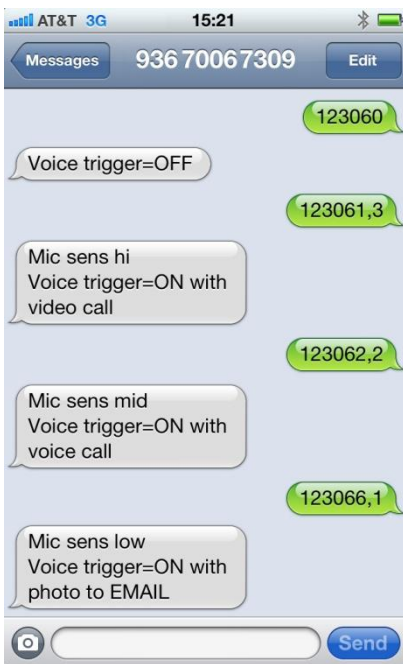 AT&T 3G 15:21
Messages 93670067309 Edit
123060
Voice trigger=OFF
123061,3
Mic sens hi
Voice trigger=ON with
video call
123062,2
Mic sens mid
Voice trigger=ON with
voice call
123066,1
Mic sens low
Voice trigger=ON with
photo to EMAIL
Send